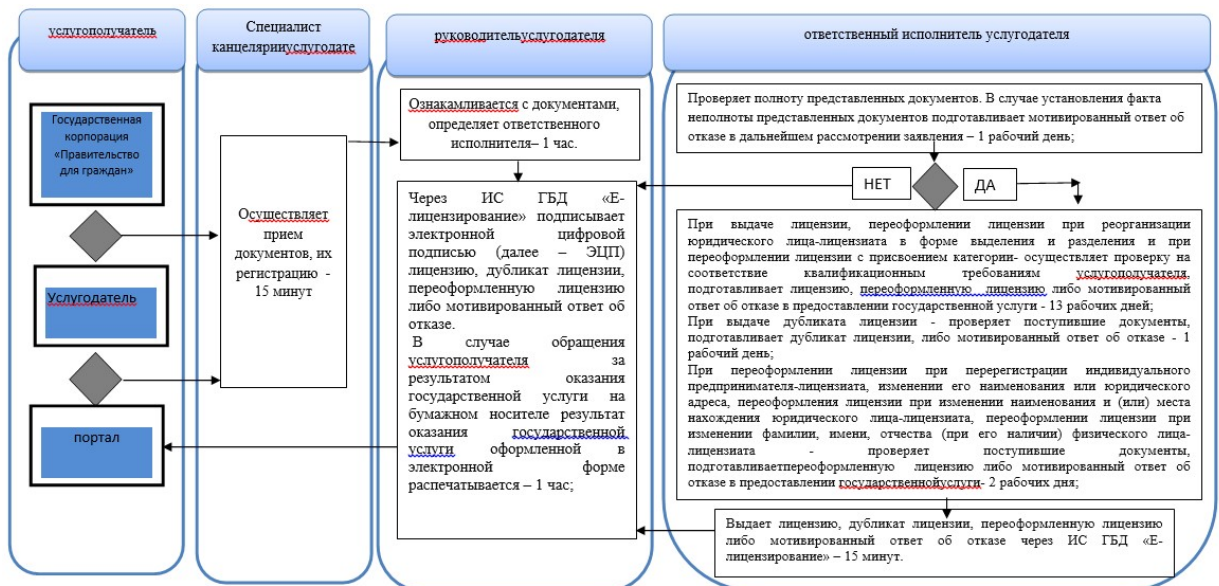 услугополучатель
Специалист
канцелярииуслугодате
руководительуслугодателя
ответственный исполнитель услугодателя
Государственная
корпорация
«Правительство
для граждан»
Услугодатель
портал
Осуществляет
прием
документов, их
регистрацию -
15 минут
Ознакамливается с документами,
определяет ответственного
исполнителя– 1 час.
Через ИС ГБД «Е-
лицензирование» подписывает
электронной цифровой
подписью (далее – ЭЦП)
лицензию, дубликат лицензии,
переоформленную лицензию
либо мотивированный ответ об
отказе.
В случае обращения
услугополучателя за
результатом оказания
государственной услуги на
бумажном носителе результат
оказания государственной
услуги оформленной в
электронной форме
распечатывается – 1 час;
Проверяет полноту представленных документов. В случае установления факта
неполноты представленных документов подготавливает мотивированный ответ об
отказе в дальнейшем рассмотрении заявления – 1 рабочий день;
НЕТ
ДА
При выдаче лицензии, переоформлении лицензии при реорганизации
юридического лица-лицензиата в форме выделения и разделения и при
переоформлении лицензии с присвоением категории- осуществляет проверку на
соответствие квалификационным требованиям услугополучателя,
подготавливает лицензию, переоформленную лицензию либо мотивированный
ответ об отказе в предоставлении государственной услуги - 13 рабочих дней;
При выдаче дубликата лицензии - проверяет поступившие документы,
подготавливает дубликат лицензии, либо мотивированный ответ об отказе - 1
рабочий день;
При переоформлении лицензии при перерегистрации индивидуального
предпринимателя-лицензиата, изменении его наименования или юридического
адреса, переоформления лицензии при изменении наименования и (или) места
нахождения юридического лица-лицензиата, переоформлении лицензии при
изменении фамилии, имени, отчества (при его наличии) физического лица-
лицензиата - проверяет поступившие документы,
подготавливаетпереоформленную лицензию либо мотивированный ответ об
отказе в предоставлении государственнойуслуги- 2 рабочих дня;
Выдает лицензию, дубликат лицензии, переоформленную лицензию
либо мотивированный ответ об отказе через ИС ГБД «Е-
лицензирование» – 15 минут.